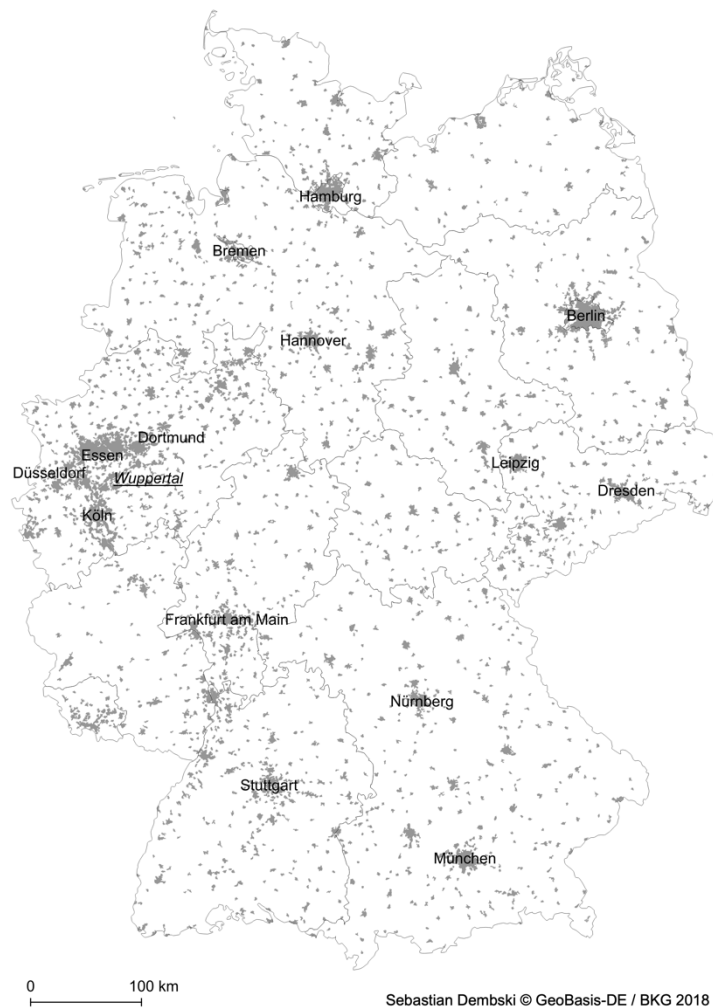 Hamburg
Bremen
Berlin
Hannover
Dortmund
Essen
Düsseldorf
Wuppertal
Leipzig
Dresden
Köln
Frankfurt am Main
Nürnberg
Stuttgart
München
0 100 km
Sebastian Dembski © GeoBasis-DE / BKG 2018